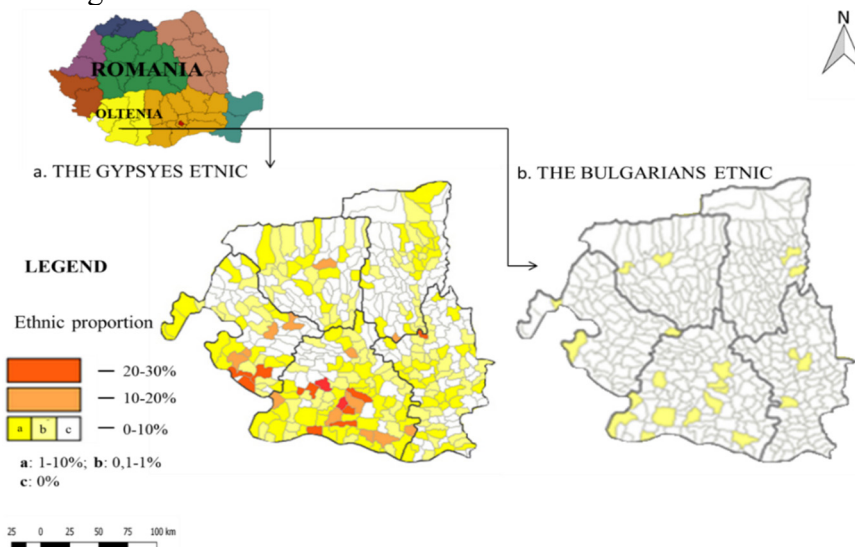 N
ROMANIA
OLTENIA
a. THE GYPSYES ETNIC
b. THE BULGARIANS ETNIC
LEGEND
Ethnic proportion
— 20-30%
— 10-20%
a b c — 0-10%
a: 1-10%; b: 0,1-1%
c: 0%
25 0 25 50 75 100 km